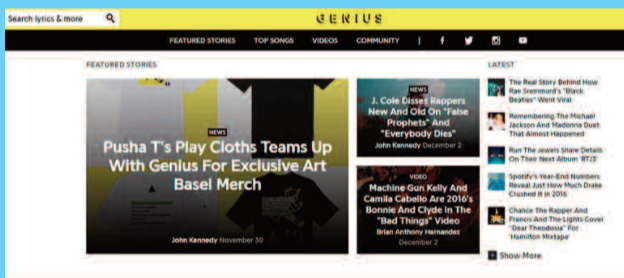 Search lyrics & more
GENIUS
FEATURED STORIES TOP SONGS VIDEOS COMMUNITY
FEATURED STORIES
NEWS
Pusha T's Play Cloths Teams Up
With Genius For Exclusive Art
Basel Merch
John Kennedy November 30
NEWS
J. Cole Disses Rappers
New And Old On "False
Prophets" And
"Everybody Dies"
John Kennedy December 2
VIDEO
Machine Gun Kelly And
Camila Cabello Are 2016's
Bonnie And Clyde In The
"Bad Things" Video
Brian Anthony Hernandez
December 2
LATEST
The Real Story Behind How
Rae Sremmurd's "Black
Beatles" Went Viral
Remembering The Michael
Jackson And Madonna Duet
That Almost Happened
Run The Jewels Share Details
On Their Next Album 'RTJ3'
Spotify's Year-End Numbers
Reveal Just How Much Drake
Crushed It In 2016
Chance The Rapper And
Francis And The Lights Cover
"Dear Theodosia" For
'Hamilton Mixtape'
Show More